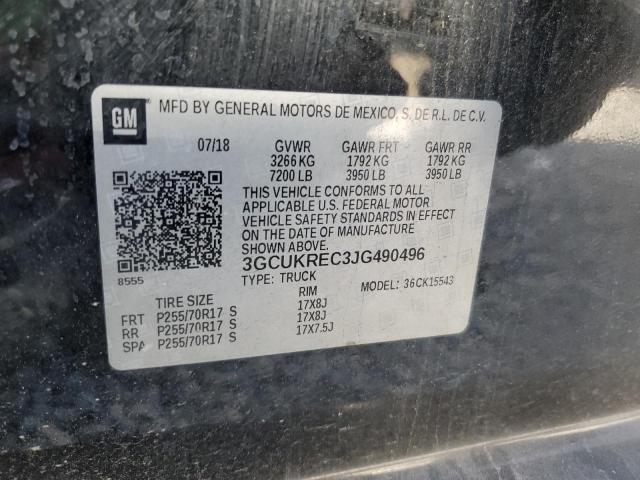 GM MFD BY GENERAL MOTORS DE MEXICO, S. DE R.L. DE C.V.
07/18 GVWR GAWR FRT GAWR RR
3266 KG 1792 KG 1792 KG
7200 LB 3950 LB 3950 LB
THIS VEHICLE CONFORMS TO ALL
APPLICABLE U.S. FEDERAL MOTOR
VEHICLE SAFETY STANDARDS IN EFFECT
ON THE DATE OF MANUFACTURE
SHOWN ABOVE.
8555 3GCUKREC3JG490496
TYPE: TRUCK MODEL: 36CK15543
TIRE SIZE RIM
FRT P255/70R17 S 17X8J
RR P255/70R17 S 17X8J
SPA P255/70R17 S 17X7.5J